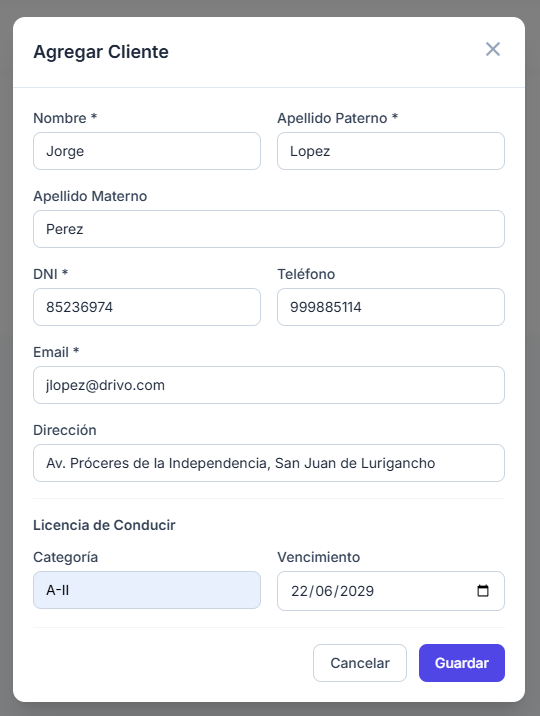 Agregar Cliente
Nombre * Apellido Paterno *
Jorge Lopez
Apellido Materno
Perez
DNI * Teléfono
85236974 999885114
Email *
jlopez@drivo.com
Dirección
Av. Próceres de la Independencia, San Juan de Lurigancho
Licencia de Conducir
Categoría Vencimiento
A-II 22/06/2029
Cancelar Guardar